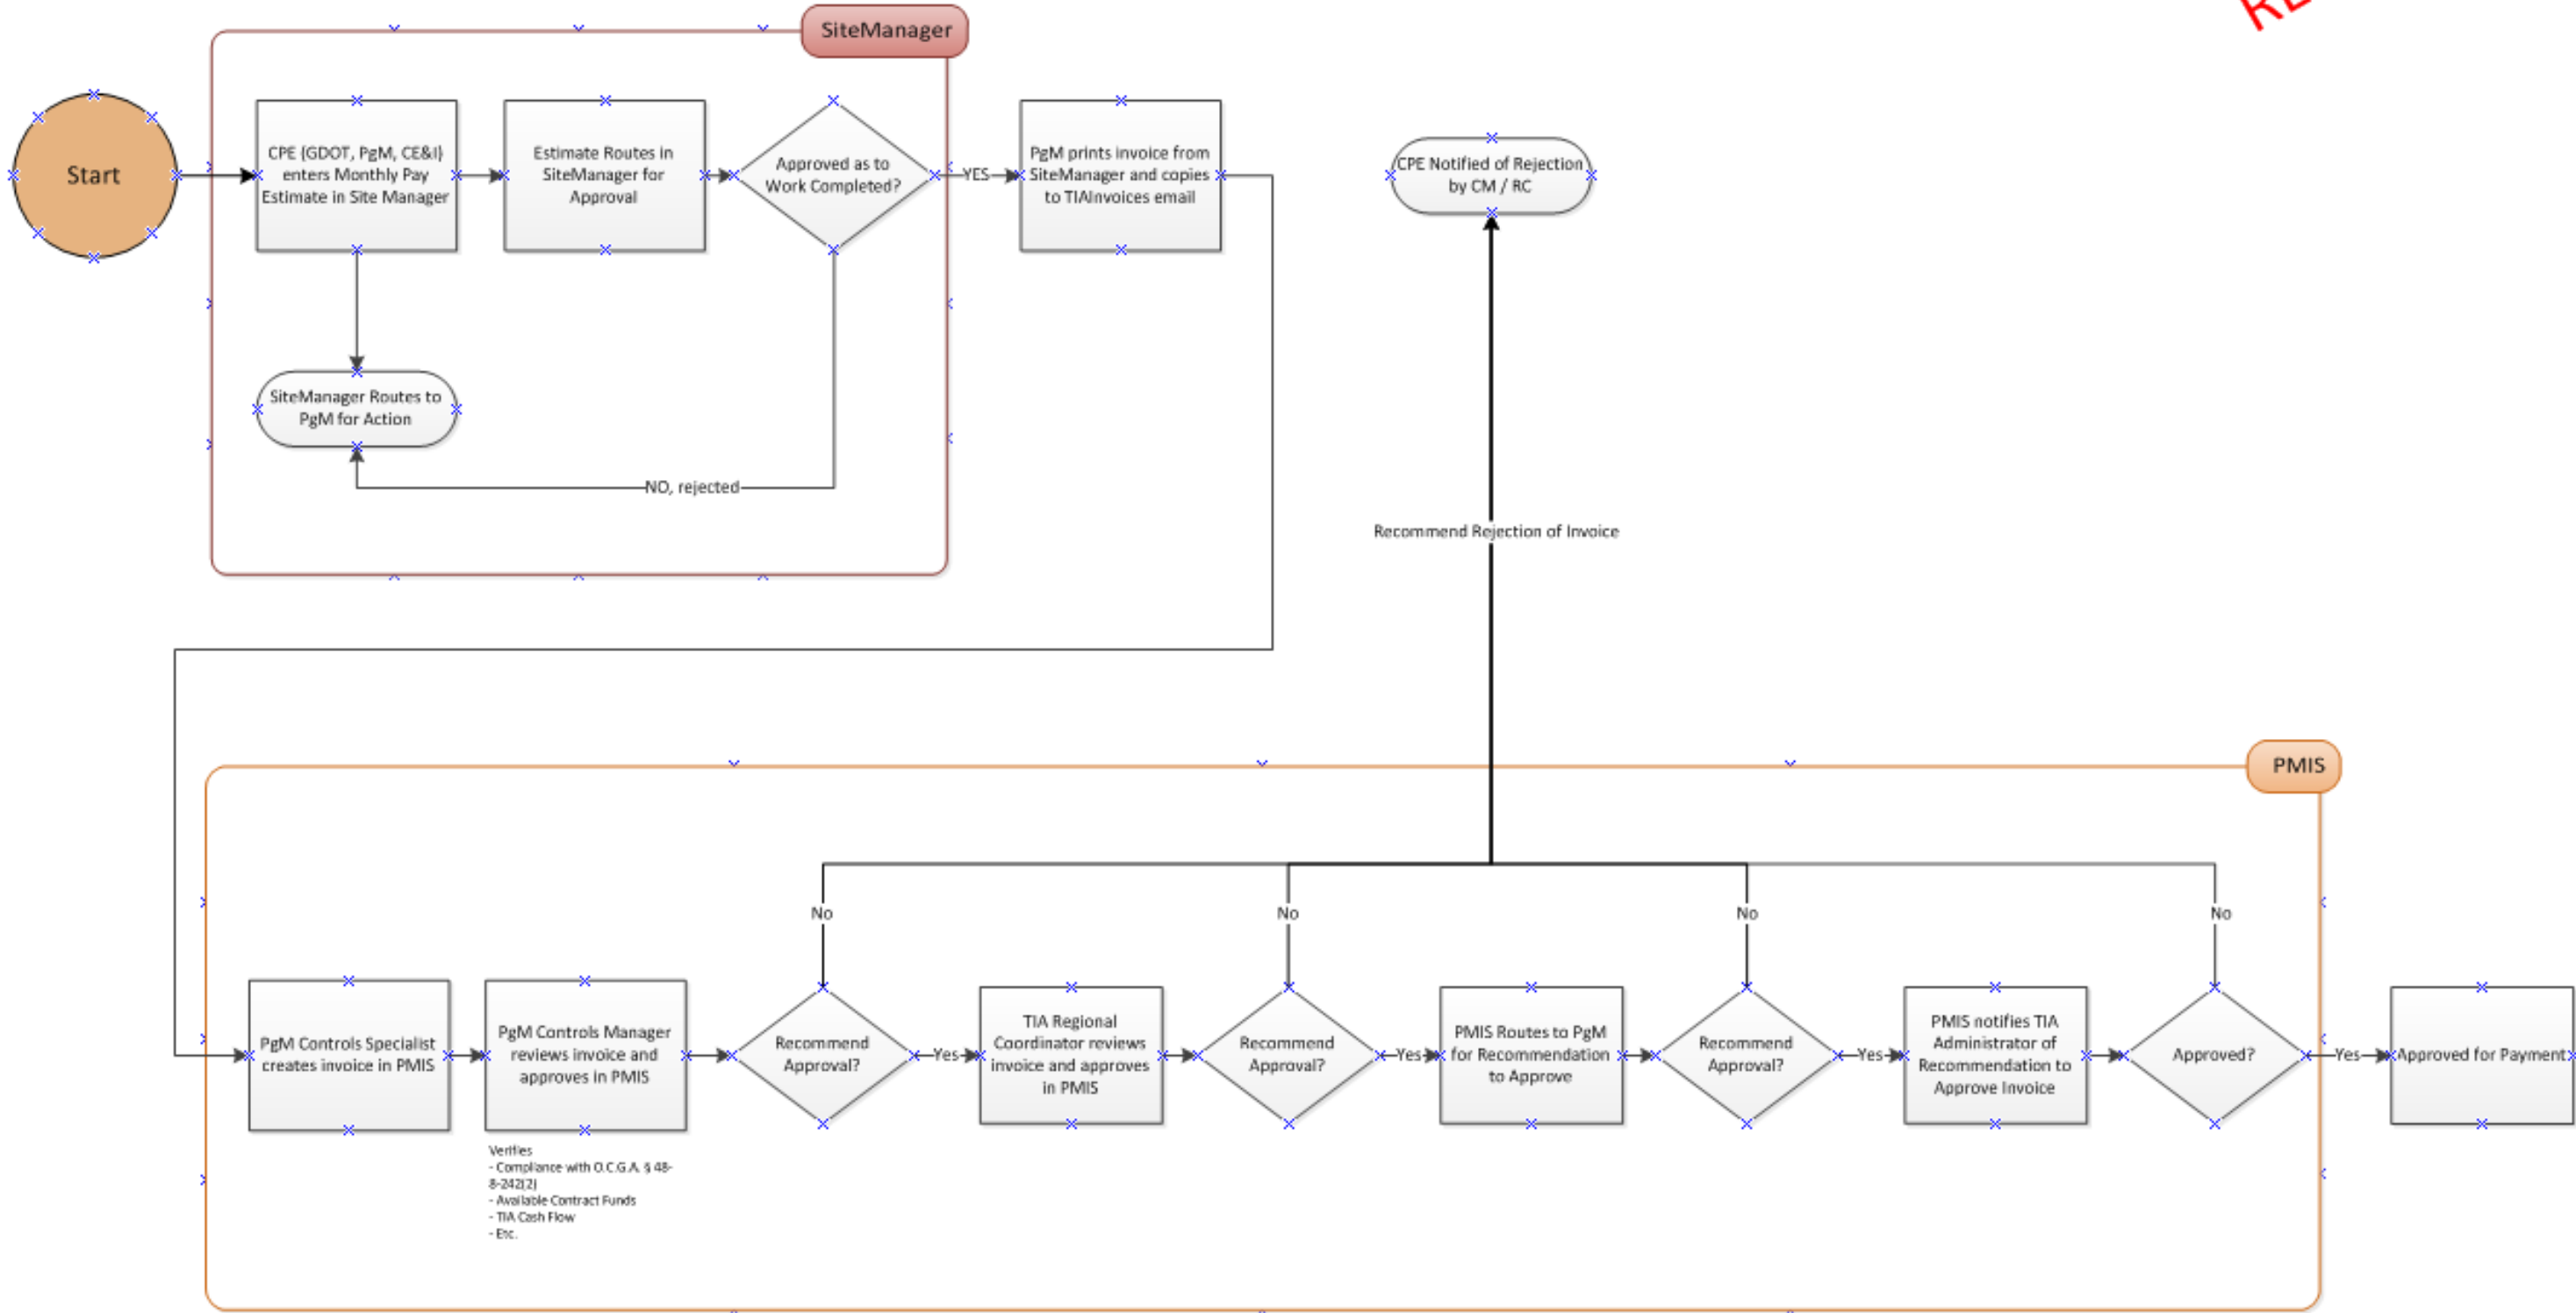 SiteManager
Start
CPE (GDOT, PgM, CE&I)
enters Monthly Pay
Estimate in Site Manager
Estimate Routes in
SiteManager for
Approval
Approved as to
Work Completed?
YES
PgM prints invoice from
SiteManager and copies
to TIAInvoices email
CPE Notified of Rejection
by CM / RC
SiteManager Routes to
PgM for Action
NO, rejected
Recommend Rejection of Invoice
PMIS
No
No
No
No
PgM Controls Specialist
creates invoice in PMIS
PgM Controls Manager
reviews invoice and
approves in PMIS
Recommend
Approval?
Yes
TIA Regional
Coordinator reviews
invoice and approves
in PMIS
Recommend
Approval?
Yes
PMIS Routes to PgM
for Recommendation
to Approve
Recommend
Approval?
Yes
PMIS notifies TIA
Administrator of
Recommendation to
Approve Invoice
Approved?
Yes
Approved for Payment
Verifies
- Compliance with O.C.G.A. § 48-
8-242(2)
- Available Contract Funds
- TIA Cash Flow
- Etc.